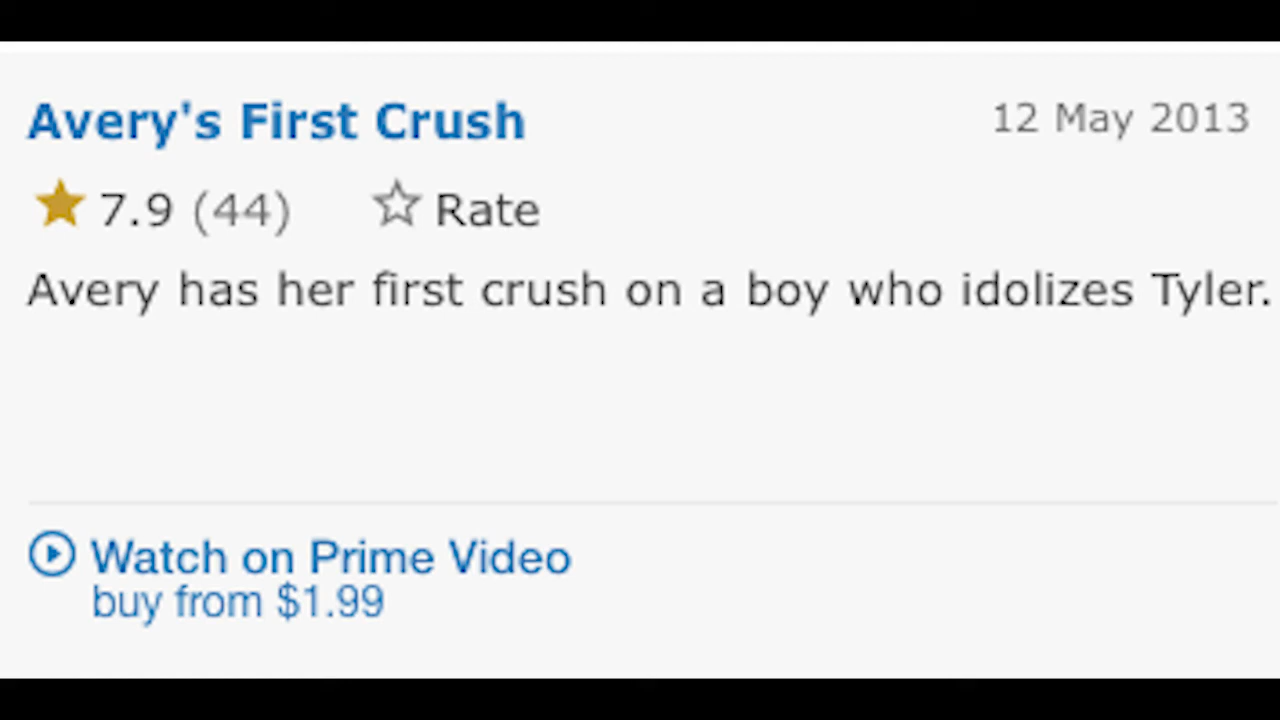 Avery's First Crush 12 May 2013
7.9 (44) Rate
Avery has her first crush on a boy who idolizes Tyler.
Watch on Prime Video
buy from $1.99